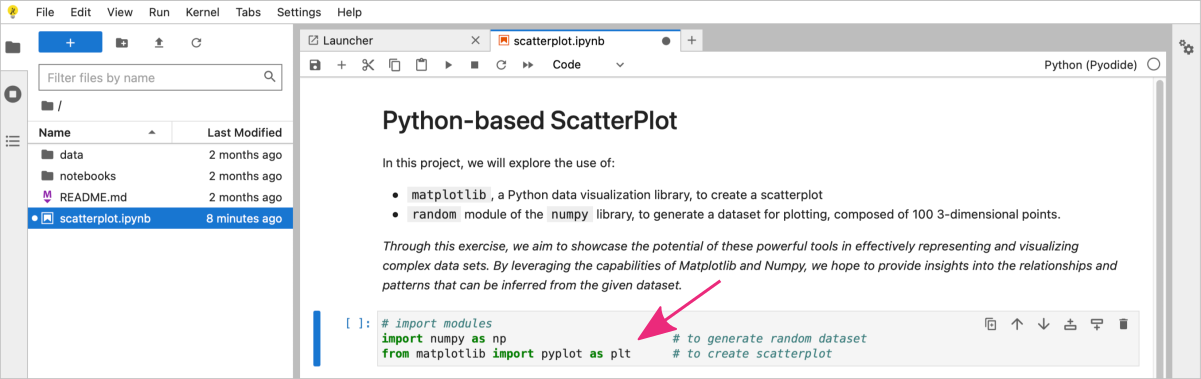 File Edit View Run Kernel Tabs Settings Help
+
Filter files by name
/
Name Last Modified
data 2 months ago
notebooks 2 months ago
README.md 2 months ago
scatterplot.ipynb 8 minutes ago
Launcher
scatterplot.ipynb
Code
Python (Pyodide)
Python-based ScatterPlot
In this project, we will explore the use of:
• matplotlib , a Python data visualization library, to create a scatterplot
• random module of the numpy library, to generate a dataset for plotting, composed of 100 3-dimensional points.
Through this exercise, we aim to showcase the potential of these powerful tools in effectively representing and visualizing
complex data sets. By leveraging the capabilities of Matplotlib and Numpy, we hope to provide insights into the relationships and
patterns that can be inferred from the given dataset.
[ ]: # import modules
import numpy as np # to generate random dataset
from matplotlib import pyplot as plt # to create scatterplot